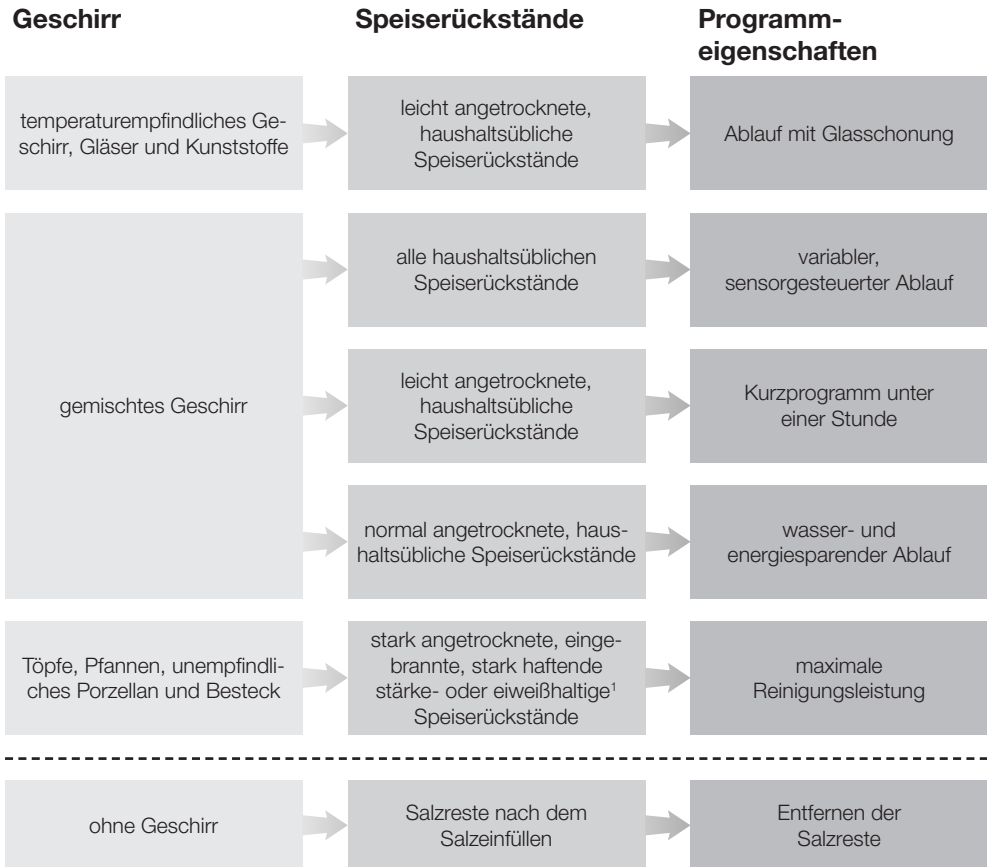 Geschirr
Speiserückstände
Programm-
eigenschaften
temperaturempfindliches Ge-
schirr, Gläser und Kunststoffe
leicht angetrocknete,
haushaltsübliche
Speiserückstände
Ablauf mit Glasschonung
gemischtes Geschirr
alle haushaltsüblichen
Speiserückstände
variabler,
sensorgesteuerter Ablauf
leicht angetrocknete,
haushaltsübliche
Speiserückstände
Kurzprogramm unter
einer Stunde
normal angetrocknete, haus-
haltsübliche Speiserückstände
wasser- und
energiesparender Ablauf
Töpfe, Pfannen, unempfindli-
ches Porzellan und Besteck
stark angetrocknete, einge-
brannte, stark haftende
stärke- oder eiweißhaltige¹
Speiserückstände
maximale
Reinigungsleistung
ohne Geschirr
Salzreste nach dem
Salzeinfüllen
Entfernen der
Salzreste